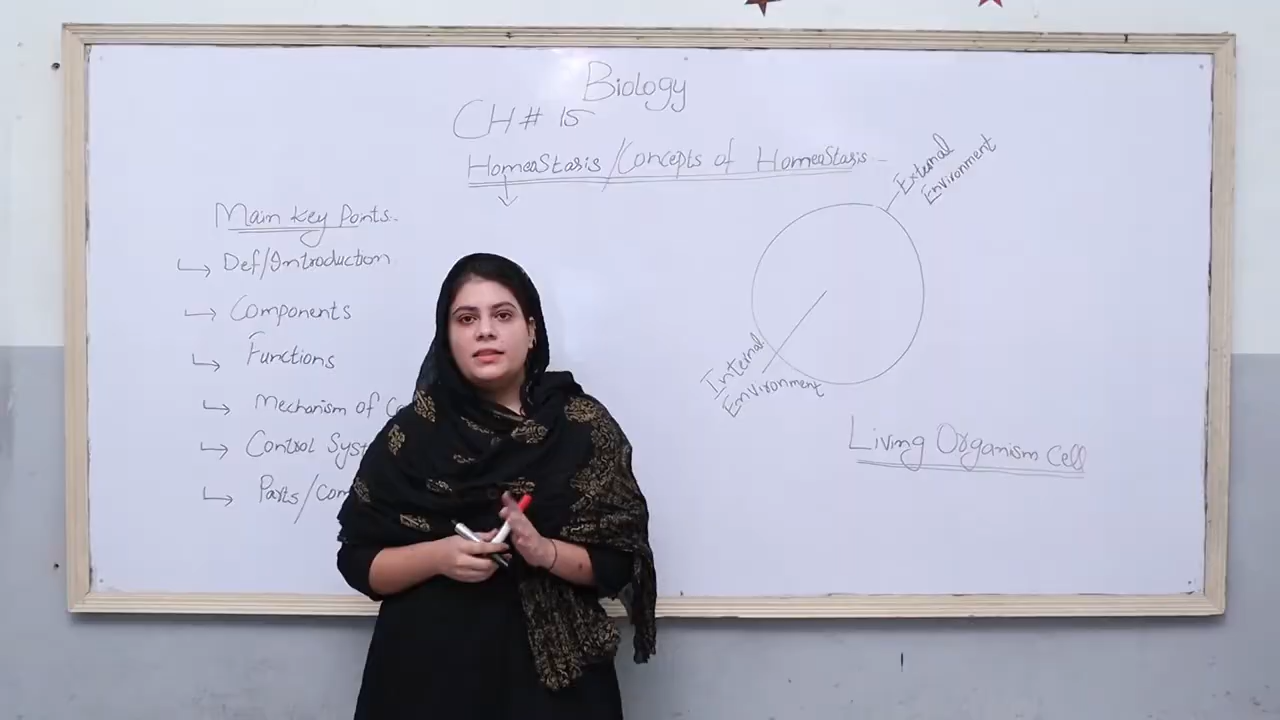 Biology
CH # 15
Homeostasis/Concepts of Homeostasis
Main Key Ponts:-
Def/Introduction
Components
Functions
Mechanism of
Control
Parts/
External
Environment
Internal
Environment
Living Organism Cell